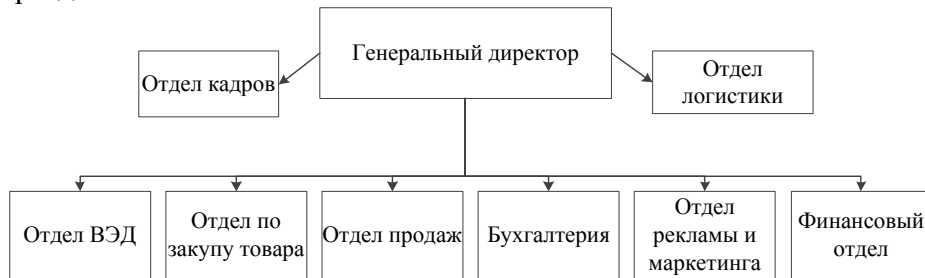 Генеральный директор
Отдел кадров
Отдел
логистики
Отдел ВЭД
Отдел по
закупу товара
Отдел продаж
Бухгалтерия
Отдел
рекламы и
маркетинга
Финансовый
отдел